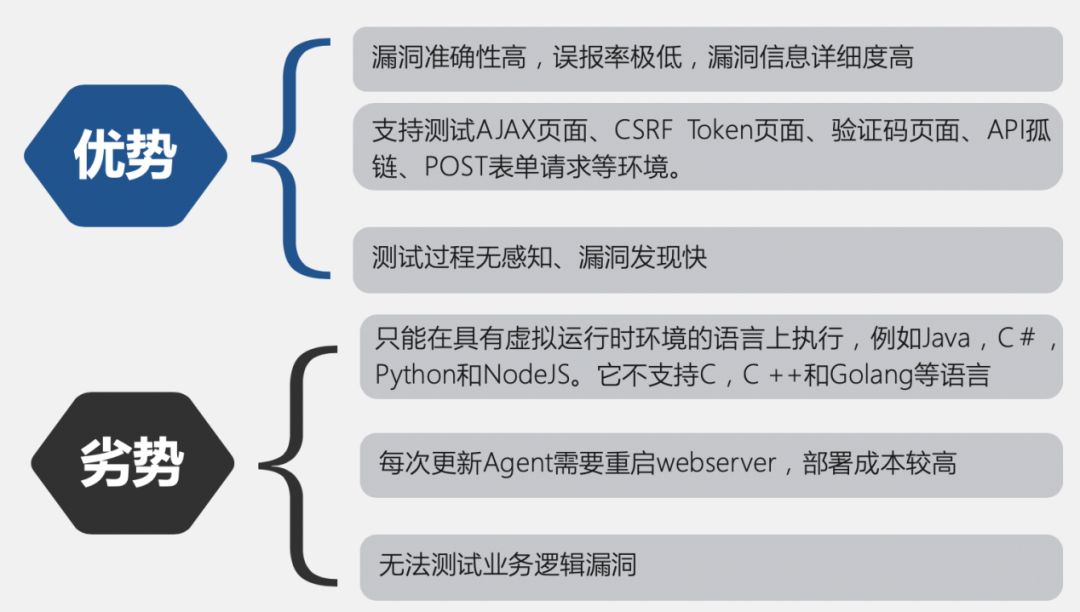 优势
漏洞准确性高，误报率极低，漏洞信息详细度高
支持测试AJAX页面、CSRF Token页面、验证码页面、API孤
链、POST表单请求等环境。
测试过程无感知、漏洞发现快
劣势
只能在具有虚拟运行时环境的语言上执行，例如Java，C＃，
Python和NodeJS。它不支持C，C ++和Golang等语言
每次更新Agent需要重启webserver，部署成本较高
无法测试业务逻辑漏洞